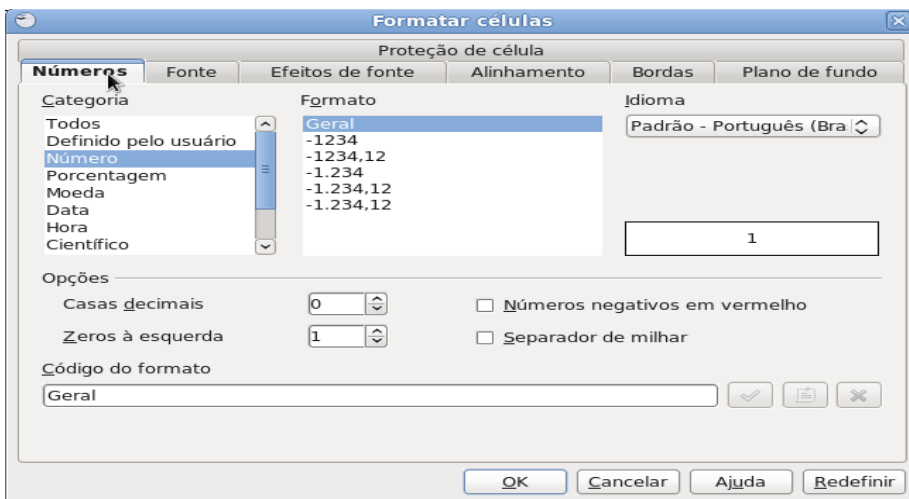 Formatar células
Proteção de célula
Números Fonte Efeitos de fonte Alinhamento Bordas Plano de fundo
Categoria Formato Idioma
Todos
Definido pelo usuário
Número
Porcentagem
Moeda
Data
Hora
Científico
Geral
-1234
-1234,12
-1.234
-1.234,12
-1.234,12
Padrão - Português (Bra
1
Opções
Casas decimais 0 Números negativos em vermelho
Zeros à esquerda 1 Separador de milhar
Código do formato
Geral
OK Cancelar Ajuda Redefinir